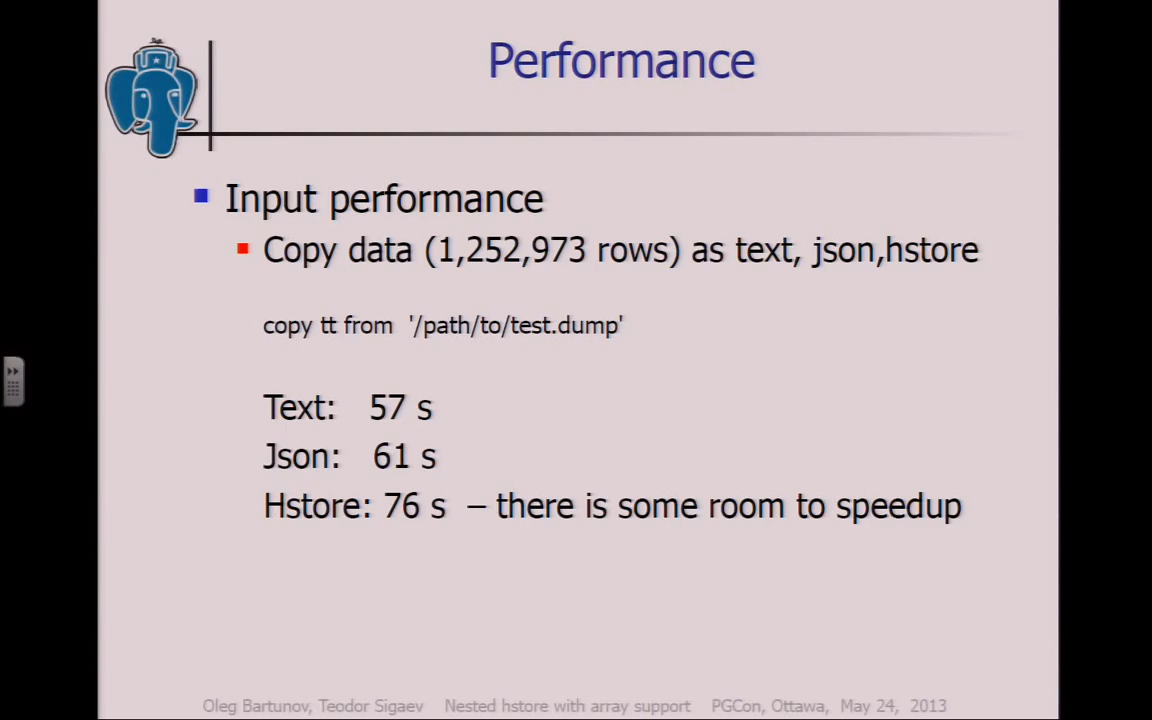 Performance
Input performance
Copy data (1,252,973 rows) as text, json,hstore
copy tt from '/path/to/test.dump'
Text: 57 s
Json: 61 s
Hstore: 76 s – there is some room to speedup
Oleg Bartunov, Teodor Sigaev Nested hstore with array support PGCon, Ottawa, May 24, 2013